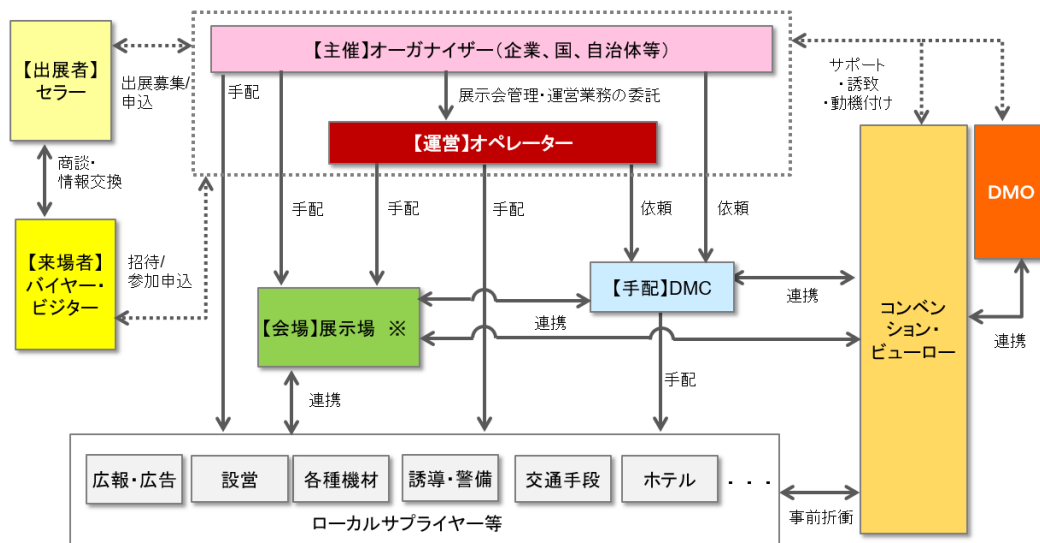 【主催】オーガナイザー（企業、国、自治体等）
【出展者】
セラー
出展募集/
申込
手配
展示会管理・運営業務の委託
サポート
・誘致
・動機付け
【運営】オペレーター
商談・
情報交換
DMO
手配
手配
手配
依頼
依頼
【来場者】
バイヤー・
ビジター
招待/
参加申込
【手配】DMC
連携
【会場】展示場 ※
連携
コンベン
ション・
ビューロー
連携
手配
連携
広報・広告
設営
各種機材
誘導・警備
交通手段
ホテル
・・・
ローカルサプライヤー等
事前折衝